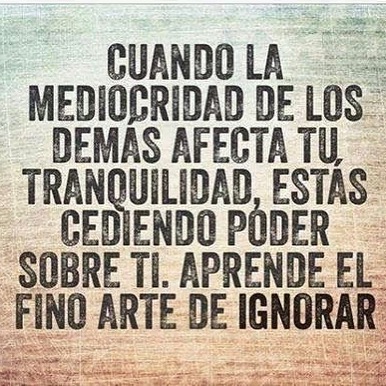 CUANDO LA
MEDIOCRIDAD DE LOS
DEMÁS AFECTA TU
TRANQUILIDAD, ESTÁS
CEDIENDO PODER
SOBRE TI. APRENDE EL
FINO ARTE DE IGNORAR